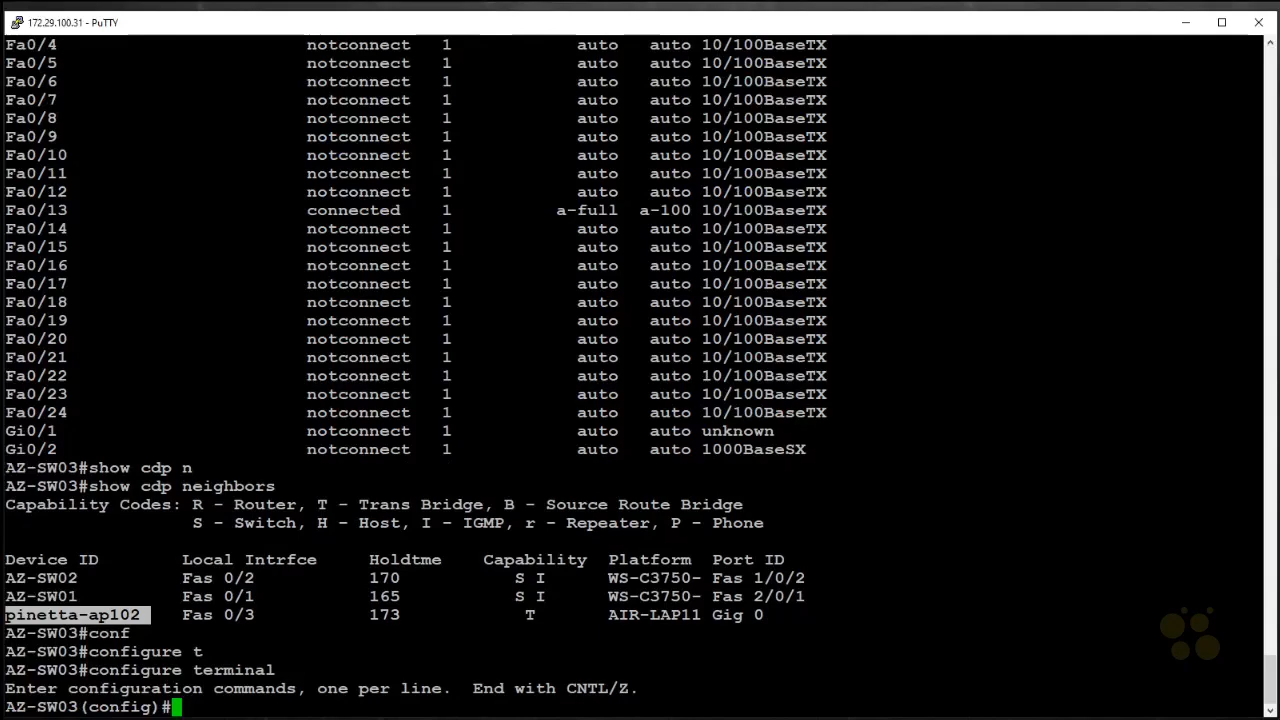 172.29.100.31 - PuTTY
Fa0/4 notconnect 1 auto auto 10/100BaseTX
Fa0/5 notconnect 1 auto auto 10/100BaseTX
Fa0/6 notconnect 1 auto auto 10/100BaseTX
Fa0/7 notconnect 1 auto auto 10/100BaseTX
Fa0/8 notconnect 1 auto auto 10/100BaseTX
Fa0/9 notconnect 1 auto auto 10/100BaseTX
Fa0/10 notconnect 1 auto auto 10/100BaseTX
Fa0/11 notconnect 1 auto auto 10/100BaseTX
Fa0/12 notconnect 1 auto auto 10/100BaseTX
Fa0/13 connected 1 a-full a-100 10/100BaseTX
Fa0/14 notconnect 1 auto auto 10/100BaseTX
Fa0/15 notconnect 1 auto auto 10/100BaseTX
Fa0/16 notconnect 1 auto auto 10/100BaseTX
Fa0/17 notconnect 1 auto auto 10/100BaseTX
Fa0/18 notconnect 1 auto auto 10/100BaseTX
Fa0/19 notconnect 1 auto auto 10/100BaseTX
Fa0/20 notconnect 1 auto auto 10/100BaseTX
Fa0/21 notconnect 1 auto auto 10/100BaseTX
Fa0/22 notconnect 1 auto auto 10/100BaseTX
Fa0/23 notconnect 1 auto auto 10/100BaseTX
Fa0/24 notconnect 1 auto auto 10/100BaseTX
Gi0/1 notconnect 1 auto auto unknown
Gi0/2 notconnect 1 auto auto 1000BaseSX
AZ-SW03#show cdp n
AZ-SW03#show cdp neighbors
Capability Codes: R - Router, T - Trans Bridge, B - Source Route Bridge
S - Switch, H - Host, I - IGMP, r - Repeater, P - Phone
Device ID Local Intrfce Holdtme Capability Platform Port ID
AZ-SW02 Fas 0/2 170 S I WS-C3750- Fas 1/0/2
AZ-SW01 Fas 0/1 165 S I WS-C3750- Fas 2/0/1
pinetta-ap102 Fas 0/3 173 T AIR-LAP11 Gig 0
AZ-SW03#conf
AZ-SW03#configure t
AZ-SW03#configure terminal
Enter configuration commands, one per line. End with CNTL/Z.
AZ-SW03(config)#